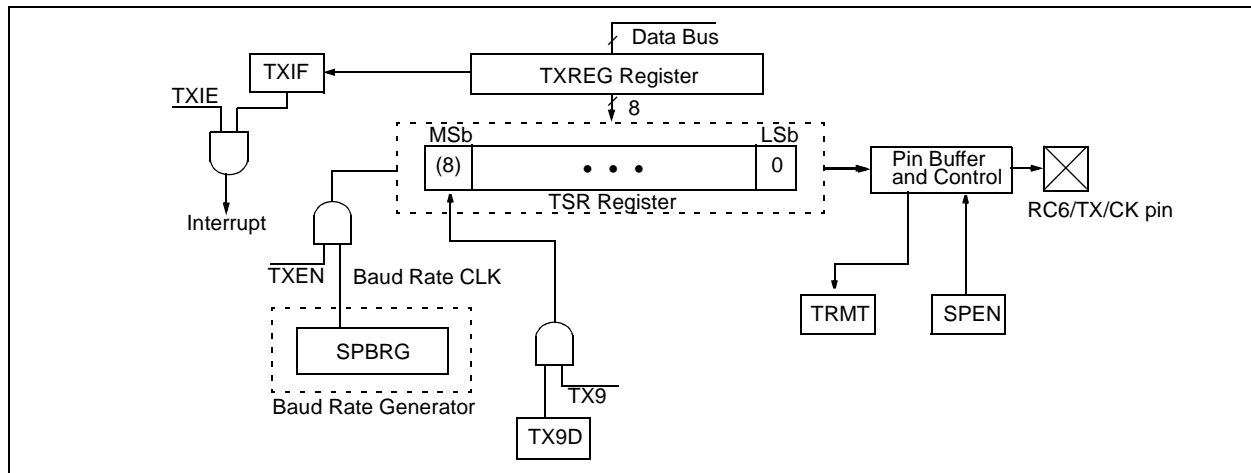 Data Bus
TXIF
TXREG Register
TXIE
8
MSb
LSb
(8)
• • •
0
Pin Buffer
and Control
TSR Register
RC6/TX/CK pin
Interrupt
TXEN
Baud Rate CLK
TRMT
SPEN
SPBRG
TX9
Baud Rate Generator
TX9D